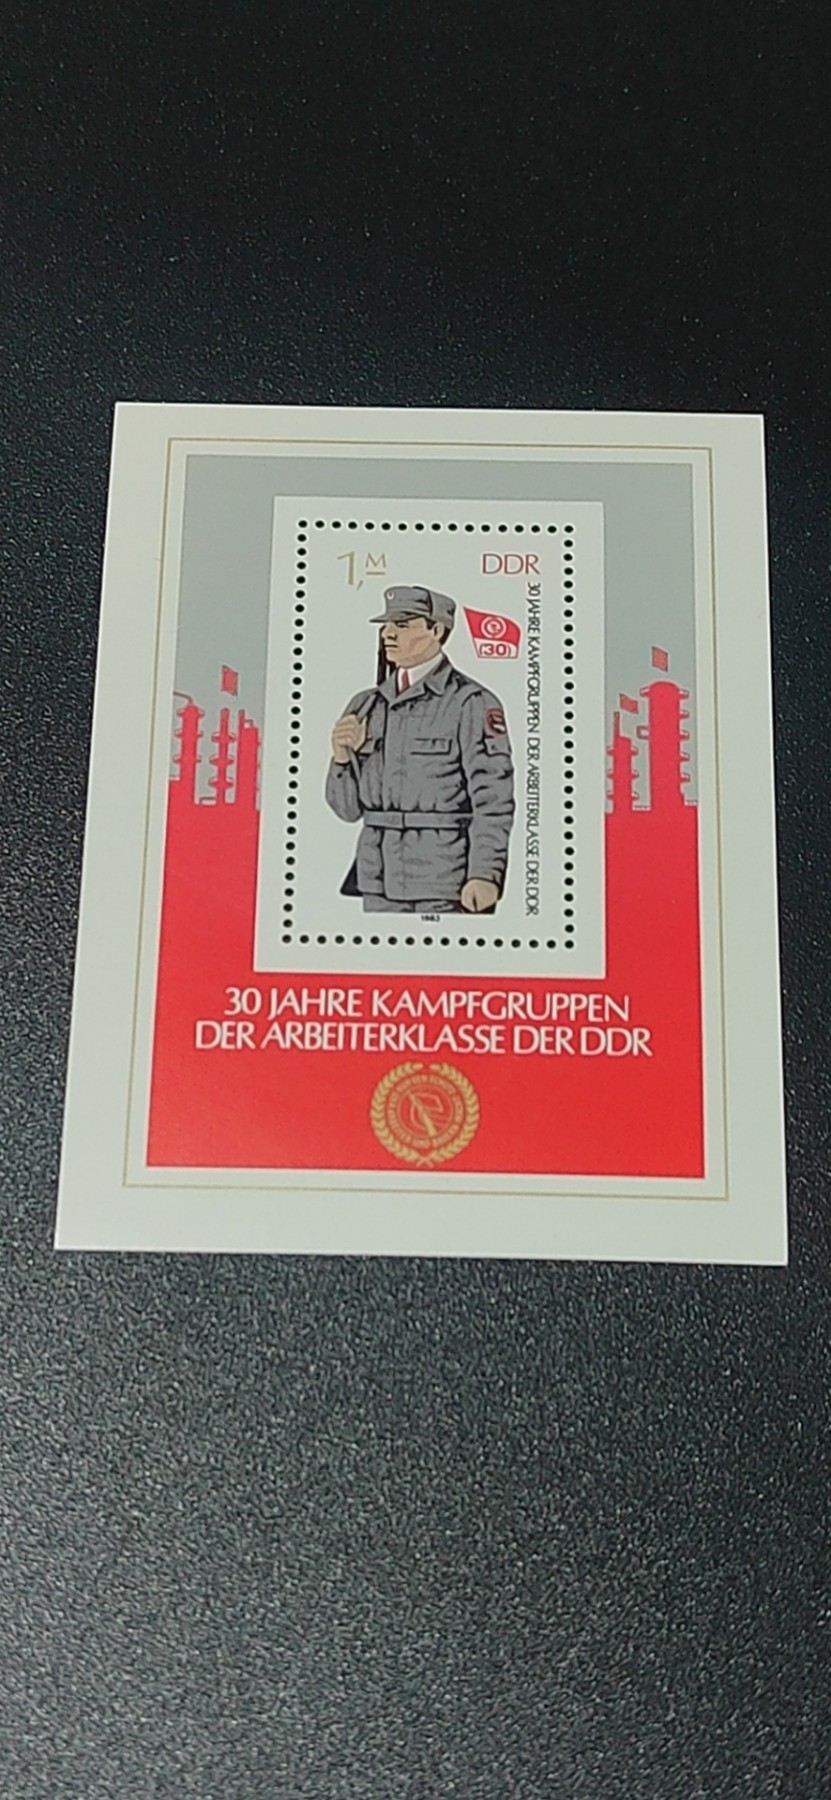 1,M
DDR
30 JAHRE KAMPFGRUPPEN DER ARBEITERKLASSE DER DDR
30
1983
30 JAHRE KAMPFGRUPPEN
DER ARBEITERKLASSE DER DDR